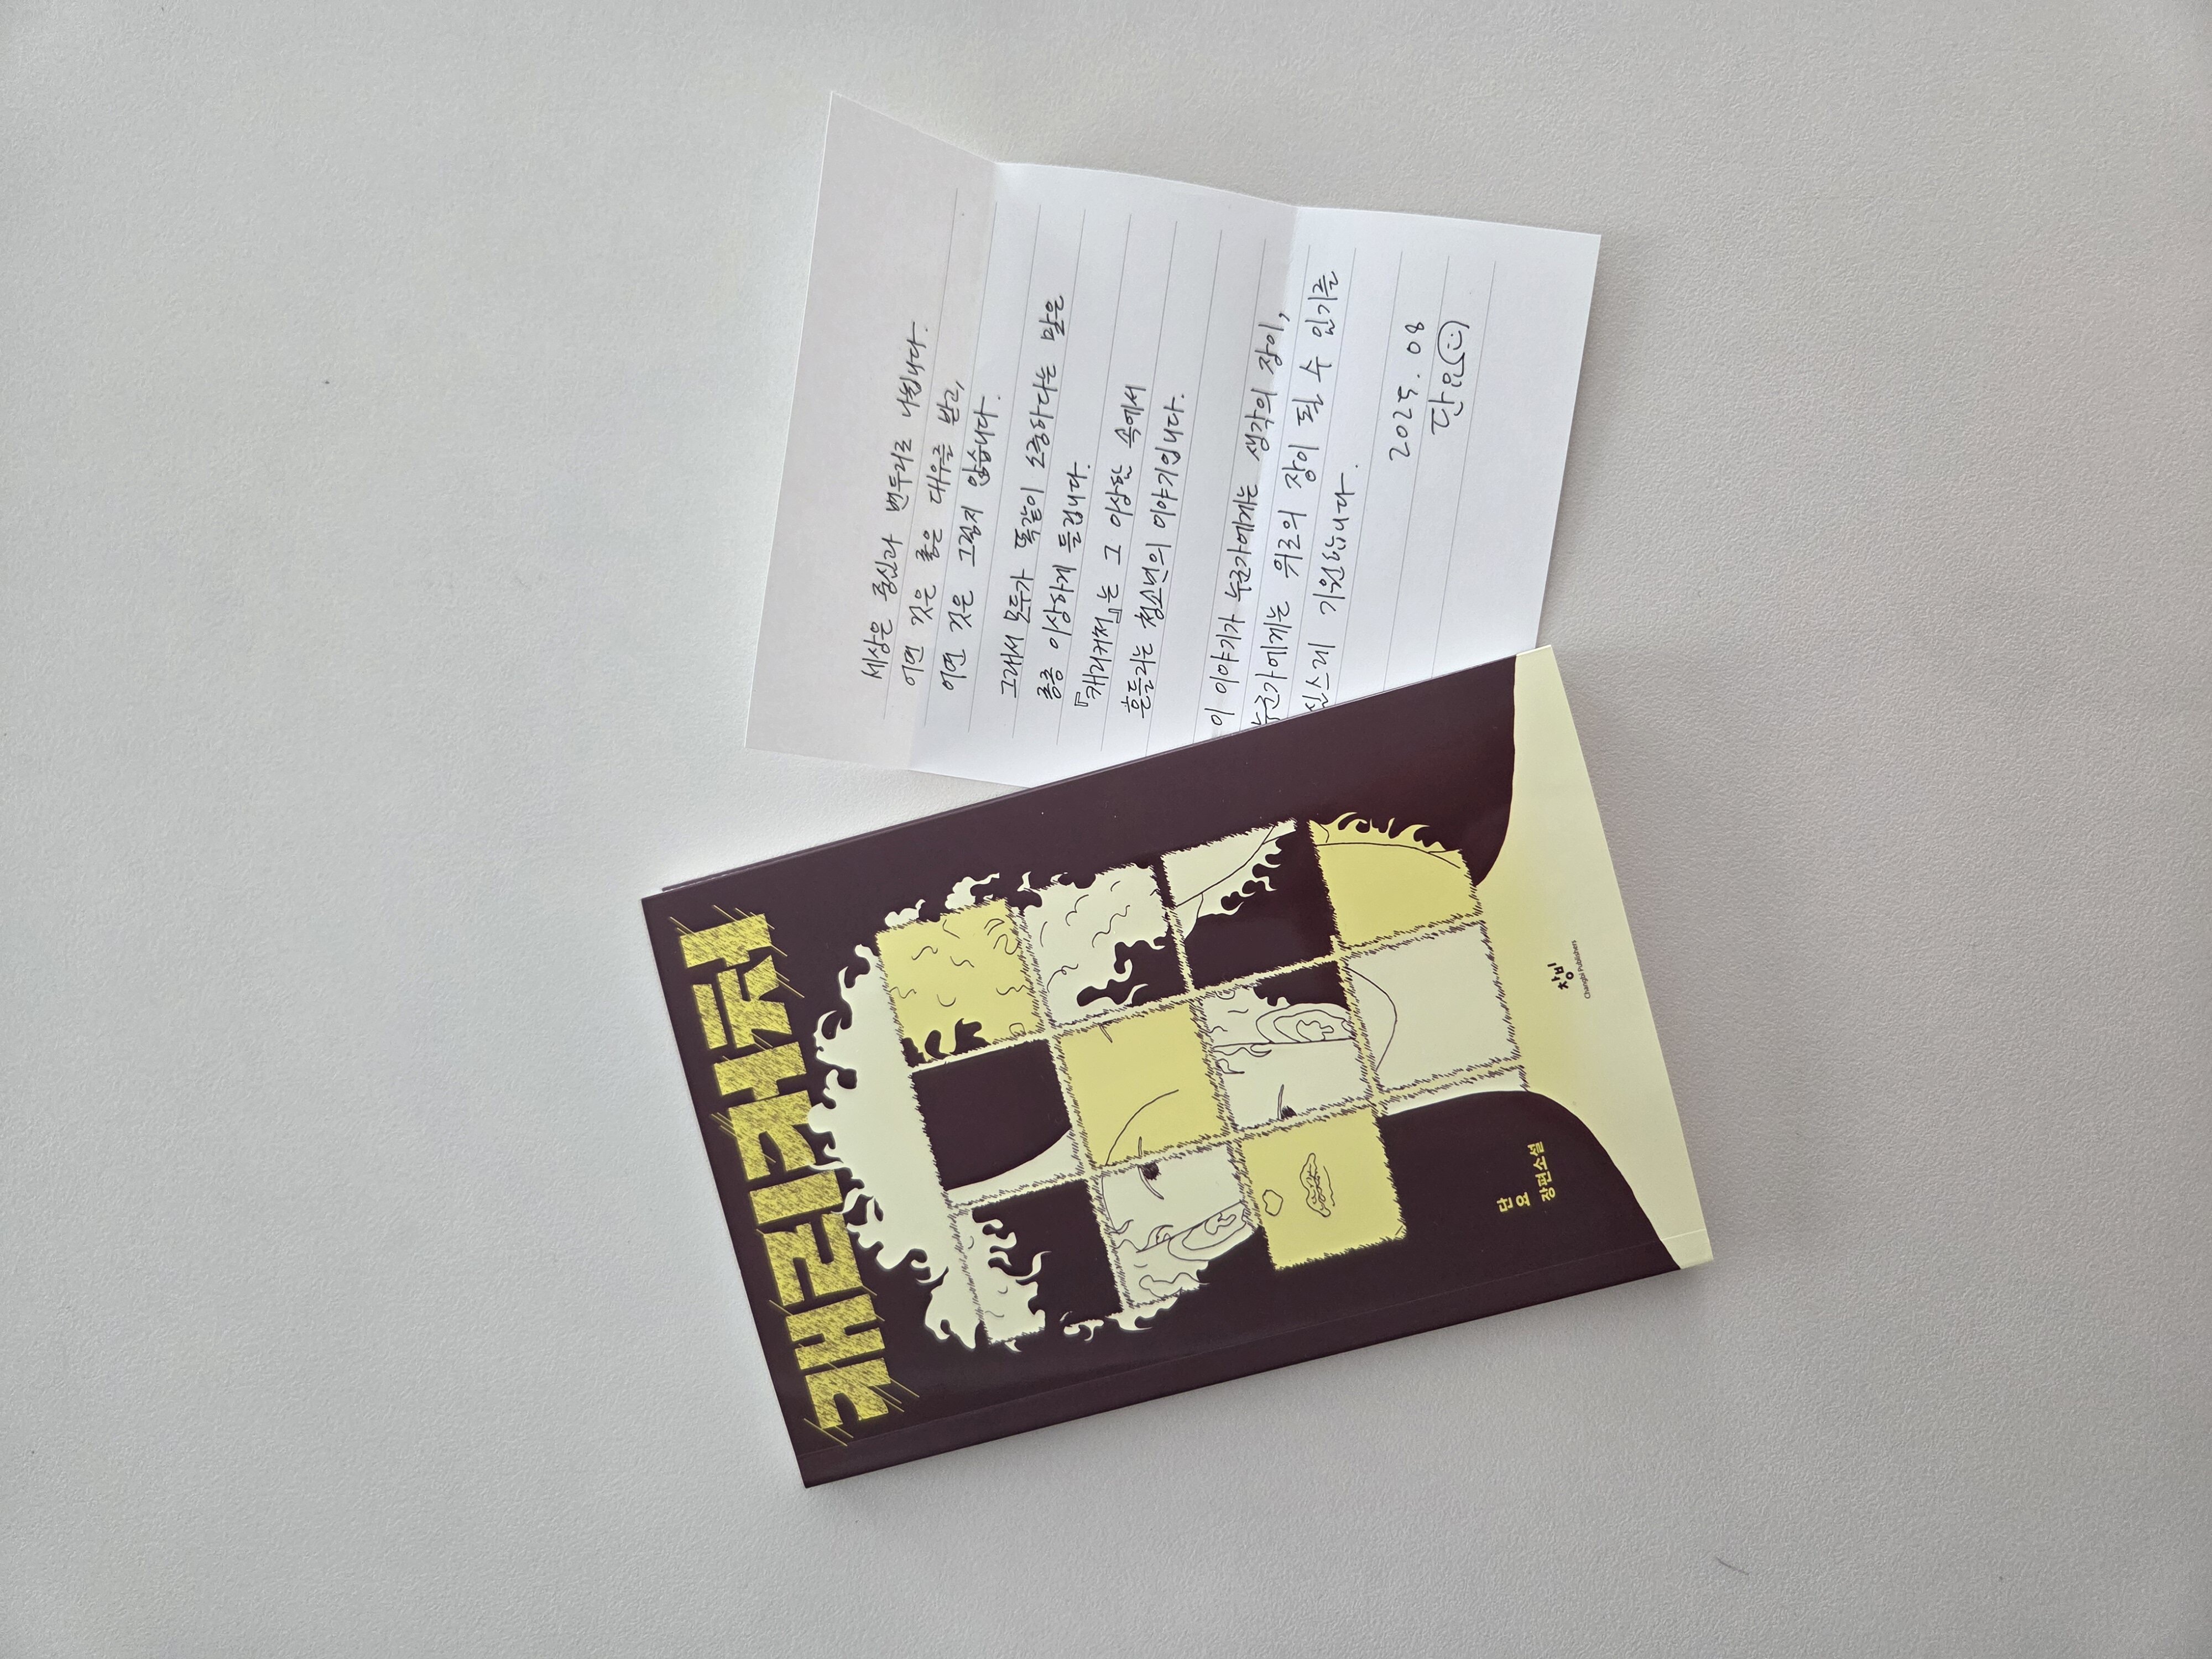 세상은 중심과 변두리로 나뉩니다.
어떤 것은 좋은 대우를 받고,
어떤 것은 그렇지 않습니다.
그래서 모두가 똑같이 소중하다는 말은
종종 이상하게 들립니다.
『캐리커처』는 그 이상한 속에서
흔들리는 청소년의 이야기입니다.
이 이야기가 누군가에게는 생각의 장이,
누군가에게는 위로의 장이 될 수 있기를
기원합니다.
2025. 08
단요
캐리커처
단요
장편소설
창비
Changbi Publishers